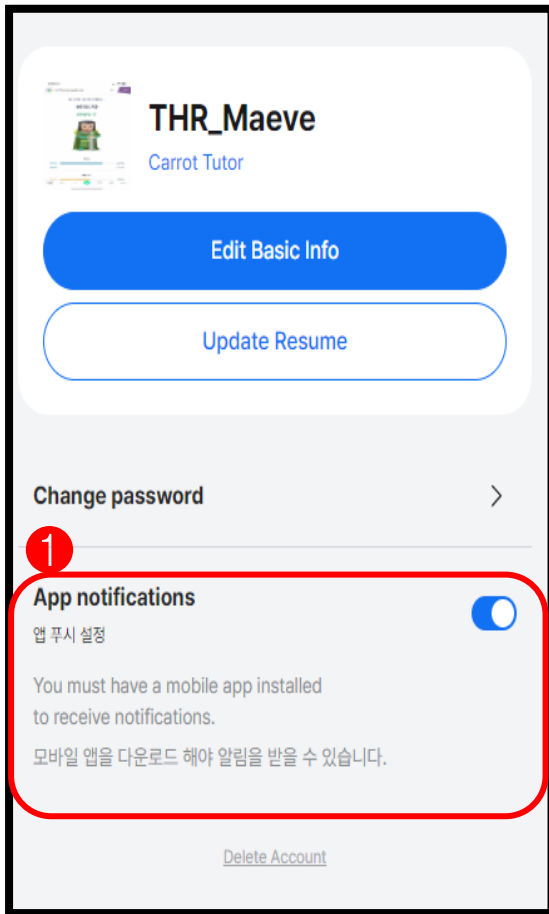 THR_Maeve
Carrot Tutor
Edit Basic Info
Update Resume
Change password
1
App notifications
앱 푸시 설정
You must have a mobile app installed
to receive notifications.
모바일 앱을 다운로드 해야 알림을 받을 수 있습니다.
Delete Account